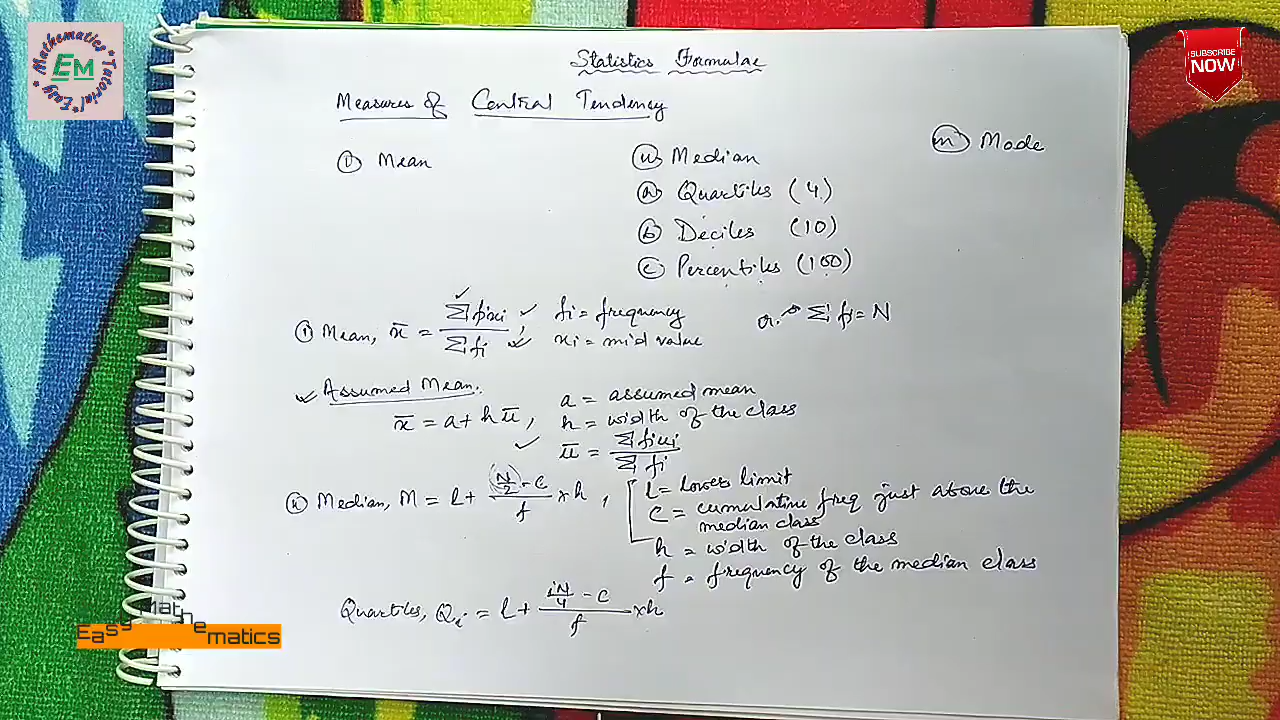 Mathematics Tutorial Easy
EM
SUBSCRIBE
NOW
Statistics Formulae
Measures of Central Tendency
(i) Mean
(ii) Median
(iii) Mode
(a) Quartiles (4)
(b) Deciles (10)
(c) Percentiles (100)
(i) Mean, x̄ = Σfixi / Σfi, fi = frequency or Σfi = N
xi = mid value
Assumed Mean:
x̄ = a + h ū, a = assumed mean
h = width of the class
ū = Σfiui / Σfi
(ii) Median, M = l + ((N/2) - C) / f × h, l = lower limit
C = cumulative freq just above the
median class
h = width of the class
f = frequency of the median class
Quartiles, Qi = l + (iN/4 - C) / f × h
Easy Mathematics